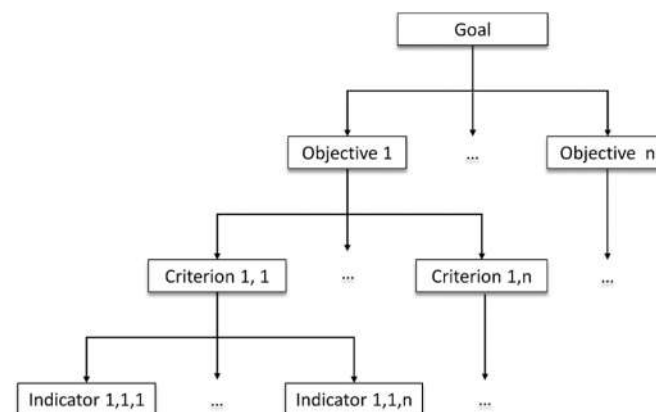 Goal
Objective 1
...
Objective n
Criterion 1, 1
...
Criterion 1,n
...
Indicator 1,1,1
...
Indicator 1,1,n
...